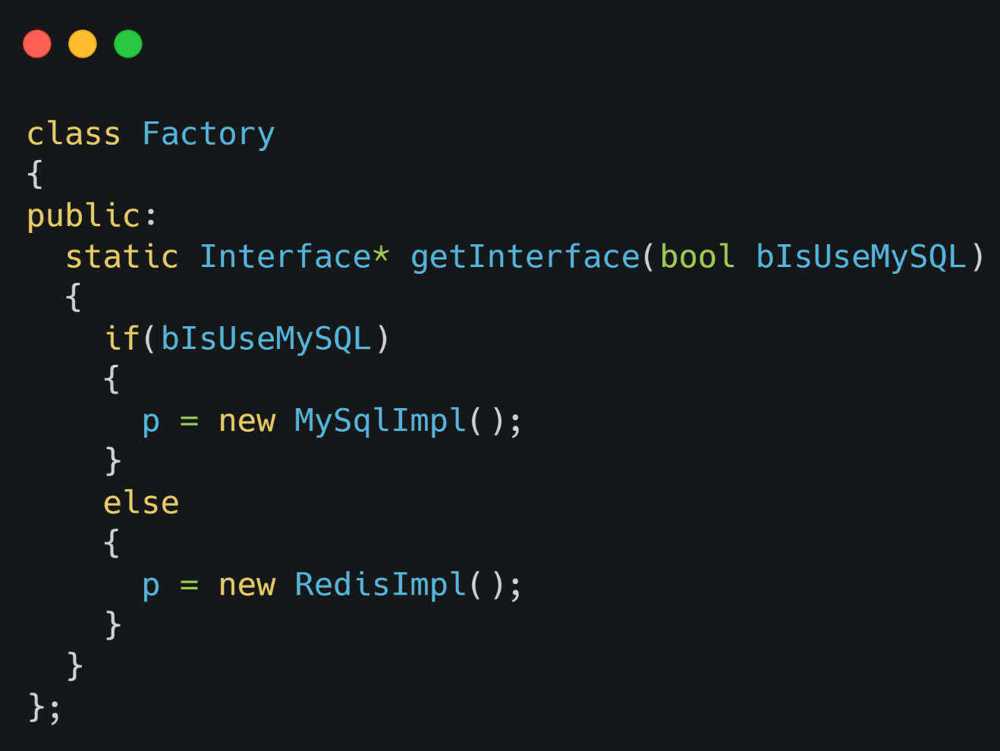 class Factory
{
public:
  static Interface* getInterface(bool bIsUseMySQL)
  {
    if(bIsUseMySQL)
    {
      p = new MySqlImpl();
    }
    else
    {
      p = new RedisImpl();
    }
  }
};